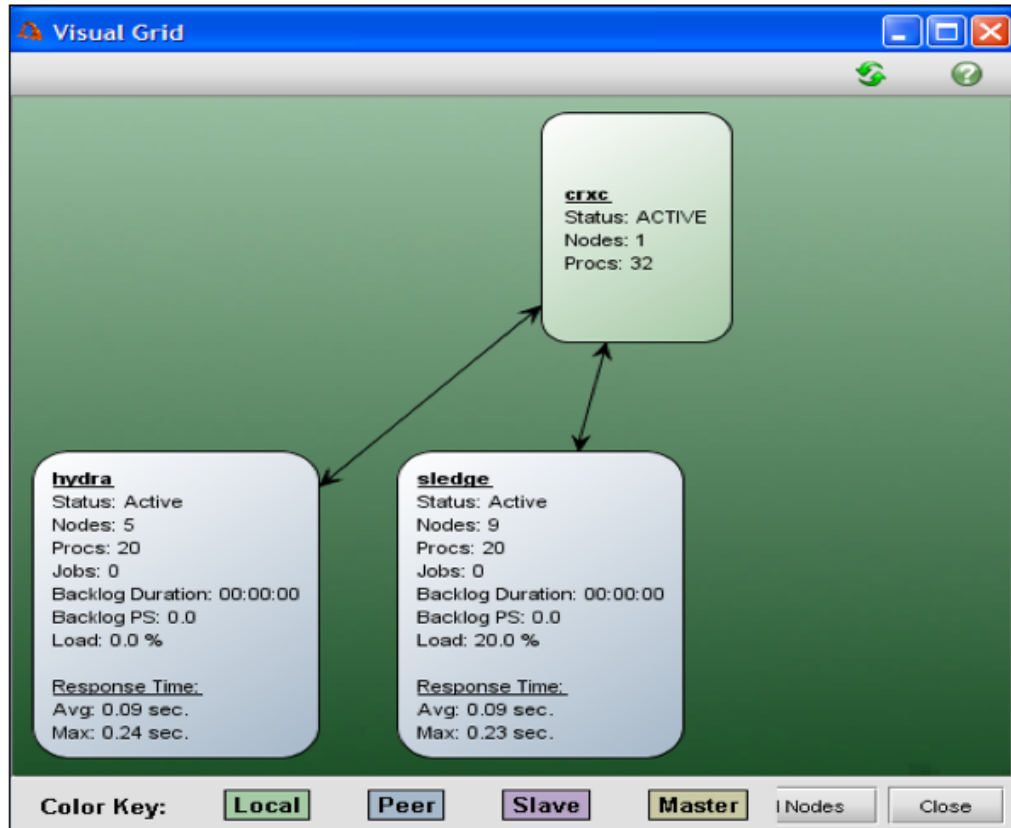 Visual Grid
crxc
Status: ACTIVE
Nodes: 1
Procs: 32
hydra
Status: Active
Nodes: 5
Procs: 20
Jobs: 0
Backlog Duration: 00:00:00
Backlog PS: 0.0
Load: 0.0 %
Response Time:
Avg: 0.09 sec.
Max: 0.24 sec.
sledge
Status: Active
Nodes: 9
Procs: 20
Jobs: 0
Backlog Duration: 00:00:00
Backlog PS: 0.0
Load: 20.0 %
Response Time:
Avg: 0.09 sec.
Max: 0.23 sec.
Color Key: Local Peer Slave Master Nodes Close